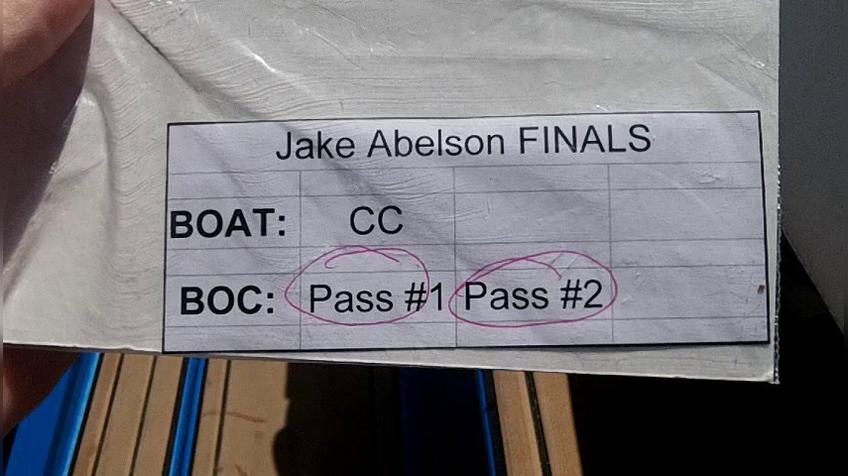 Jake Abelson FINALS
BOAT: CC
BOC: Pass #1 Pass #2